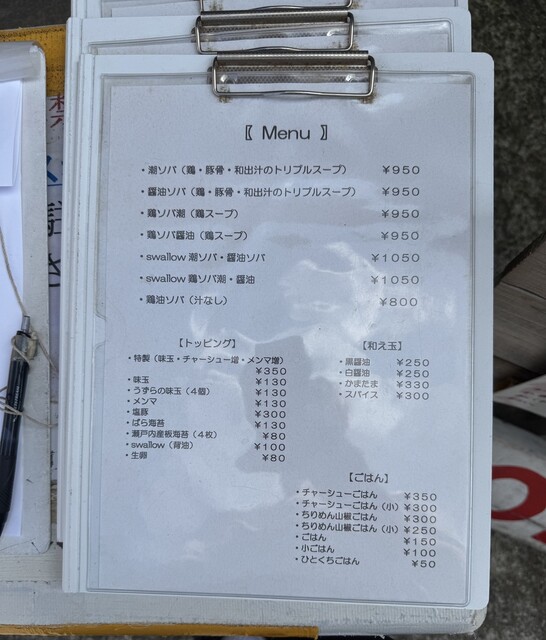 〖 Menu 〗
・潮ソバ（鶏・豚骨・和出汁のトリプルスープ） ￥950
・醤油ソバ（鶏・豚骨・和出汁のトリプルスープ） ￥950
・鶏ソバ潮（鶏スープ） ￥950
・鶏ソバ醤油（鶏スープ） ￥950
・swallow 潮ソバ・醤油ソバ ￥1050
・swallow 鶏ソバ潮・醤油 ￥1050
・鶏油ソバ（汁なし） ￥800
【トッピング】
・特製（味玉・チャーシュー増・メンマ増）
￥350
・味玉 ￥130
・うずらの味玉（4個） ￥130
・メンマ ￥130
・塩豚 ￥300
・ばら海苔 ￥130
・瀬戸内産板海苔（4枚） ￥80
・swallow（背油） ￥100
・生卵 ￥80
【和え玉】
・黒醤油 ￥250
・白醤油 ￥250
・かまたま ￥330
・スパイス ￥300
【ごはん】
・チャーシューごはん ￥350
・チャーシューごはん（小） ￥300
・ちりめん山椒ごはん ￥300
・ちりめん山椒ごはん（小） ￥250
・ごはん ￥150
・小ごはん ￥100
・ひとくちごはん ￥50